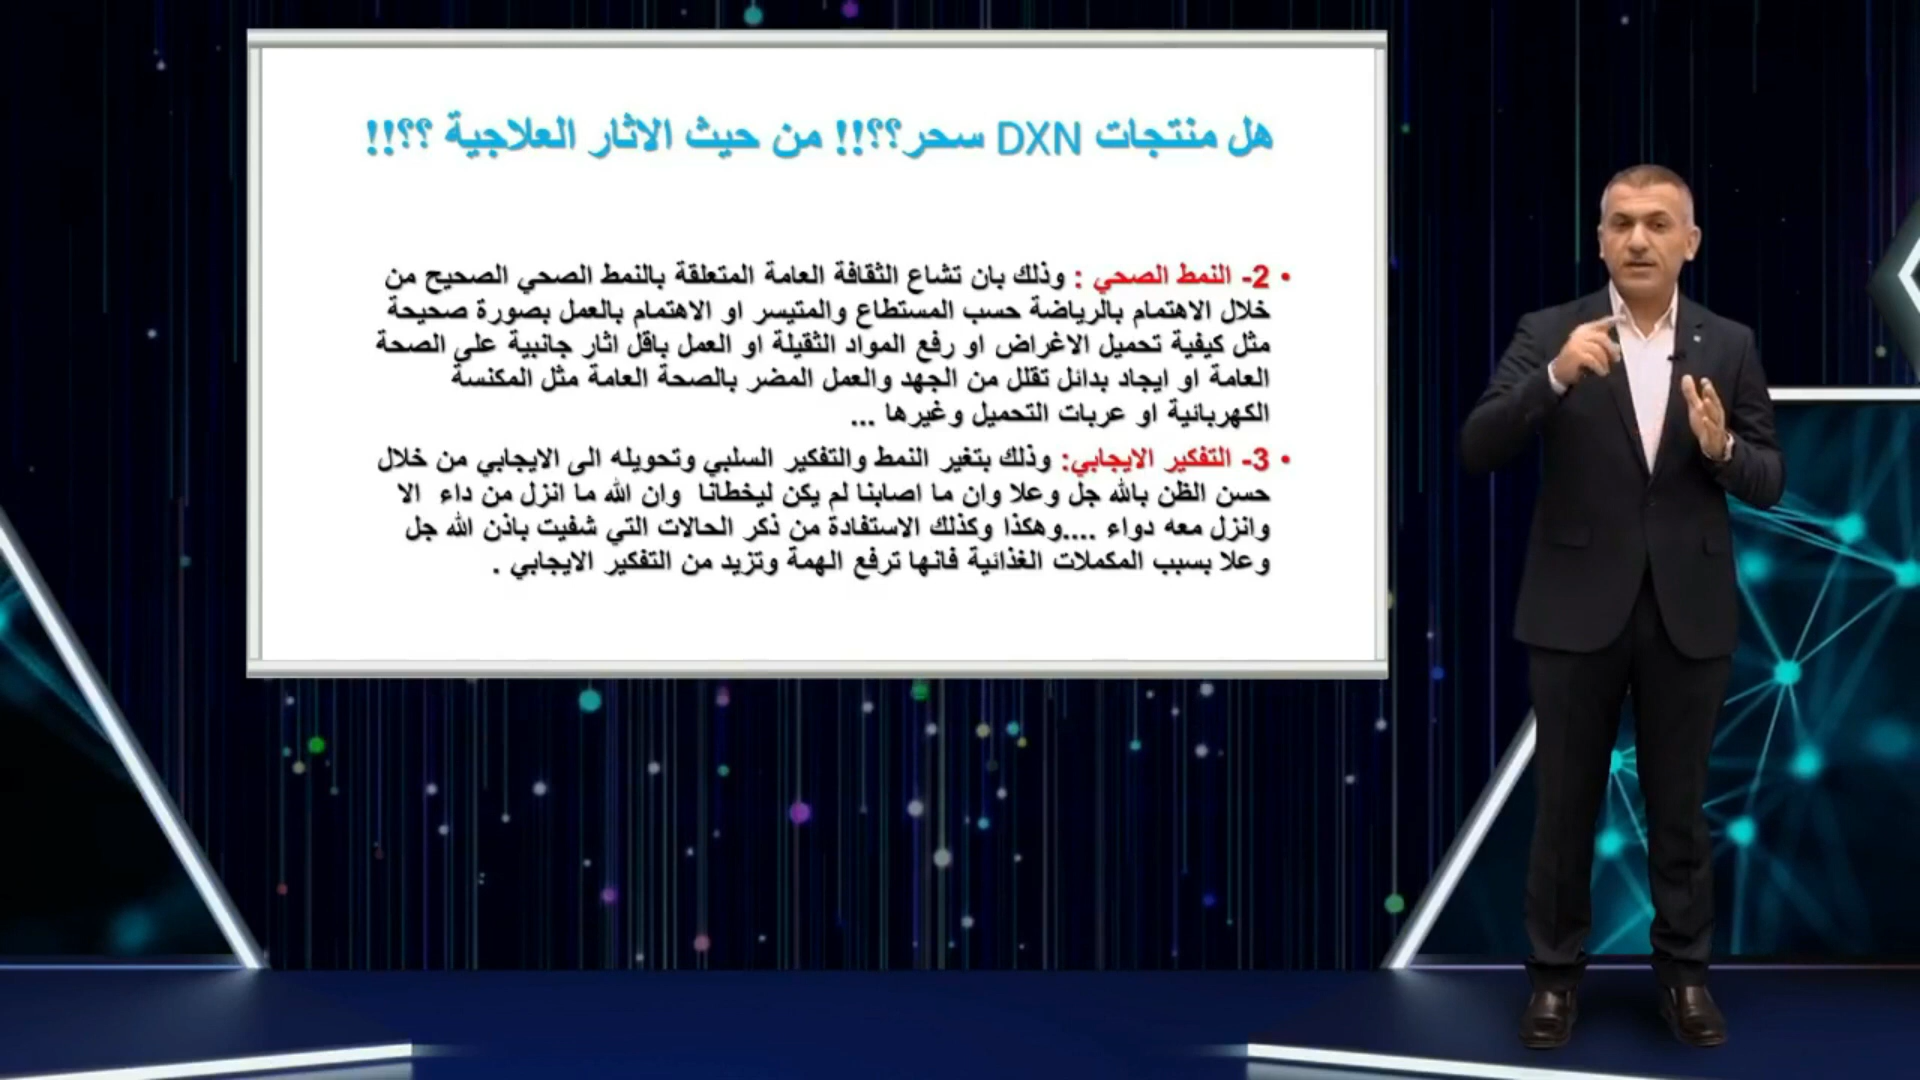 هل منتجات DXN سحر؟؟!! من حيث الاثار العلاجية ؟؟!!
• 2- النمط الصحي : وذلك بان تشاع الثقافة العامة المتعلقة بالنمط الصحي الصحيح من
خلال الاهتمام بالرياضة حسب المستطاع والمتيسر او الاهتمام بالعمل بصورة صحيحة
مثل كيفية تحميل الاغراض او رفع المواد الثقيلة او العمل باقل اثار جانبية على الصحة
العامة او ايجاد بدائل تقلل من الجهد والعمل المضر بالصحة العامة مثل المكنسة
الكهربائية او عربات التحميل وغيرها ...
• 3- التفكير الايجابي: وذلك بتغير النمط والتفكير السلبي وتحويله الى الايجابي من خلال
حسن الظن بالله جل وعلا وان ما اصابنا لم يكن ليخطانا وان الله ما انزل من داء الا
وانزل معه دواء ....وهكذا وكذلك الاستفادة من ذكر الحالات التي شفيت باذن الله جل
وعلا بسبب المكملات الغذائية فانها ترفع الهمة وتزيد من التفكير الايجابي .